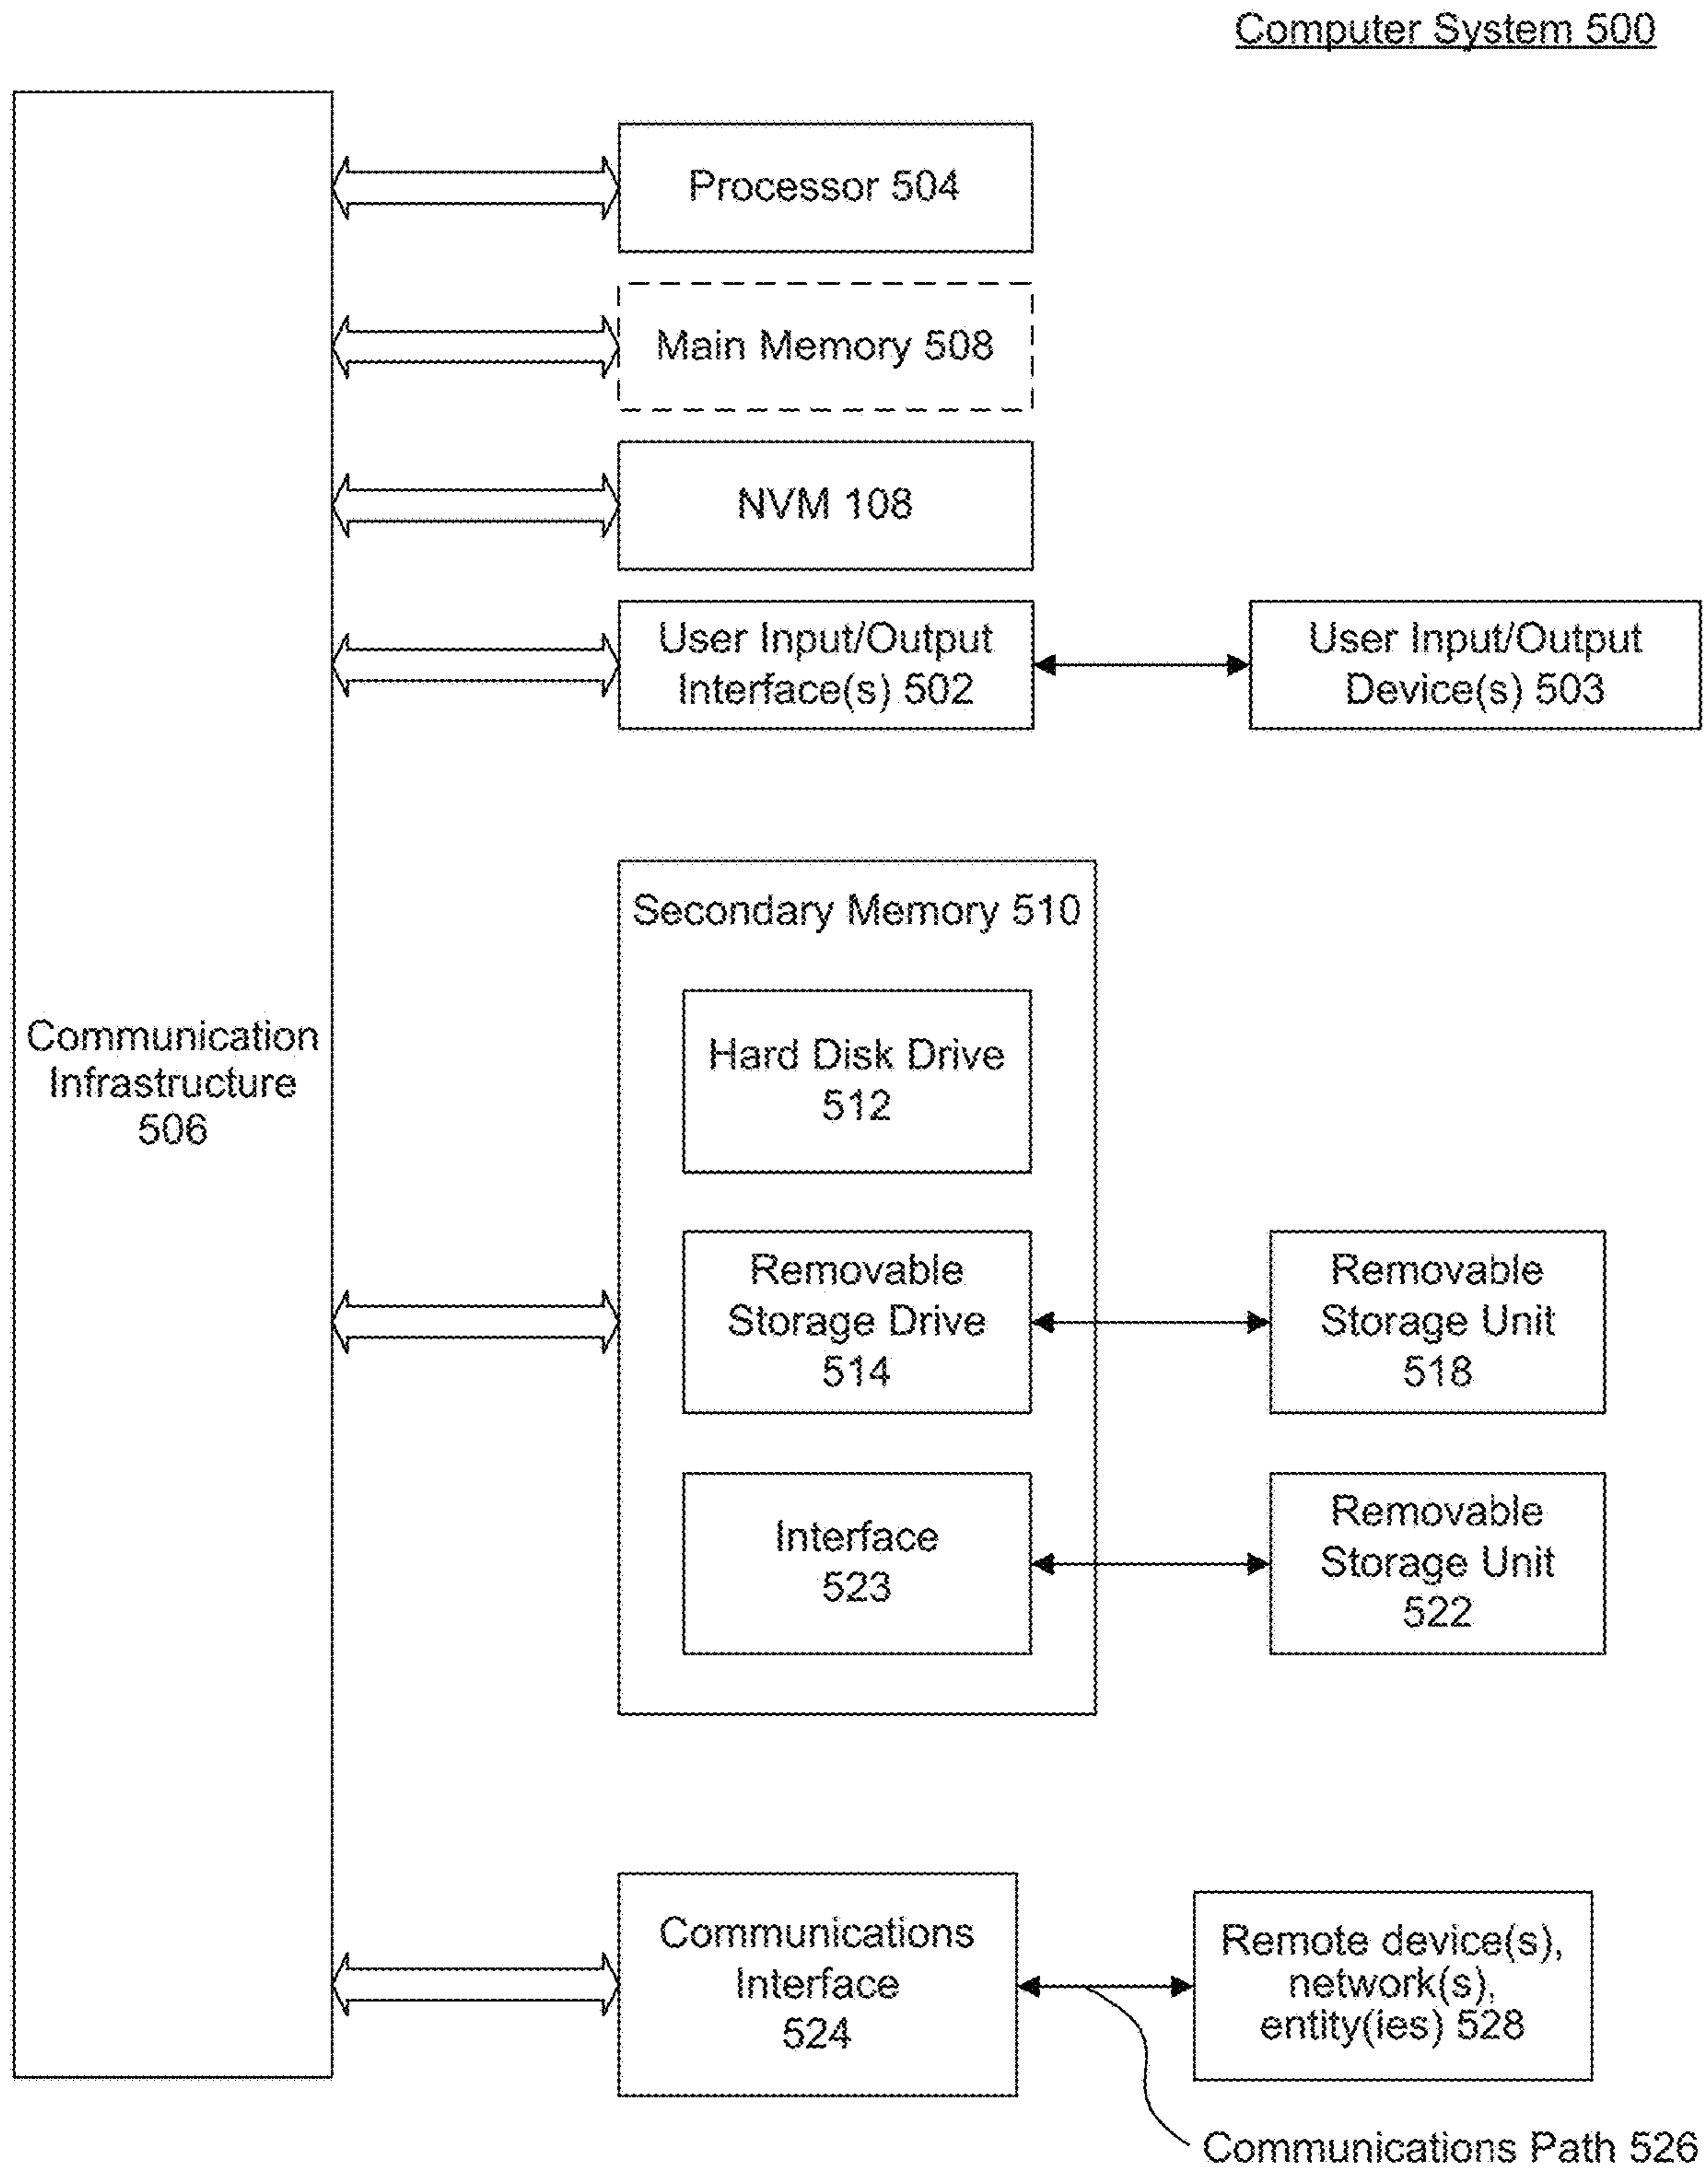 Computer System 500
Processor 504
Main Memory 508
NVM 108
User Input/Output
Interface(s) 502
User Input/Output
Device(s) 503
Secondary Memory 510
Hard Disk Drive
512
Communication
Infrastructure
506
Removable
Storage Drive
514
Removable
Storage Unit
518
Interface
523
Removable
Storage Unit
522
Communications
Interface
524
Remote device(s),
network(s),
entity(ies) 528
Communications Path 526